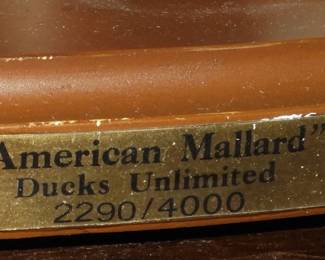 American Mallard"
Ducks Unlimited
2290/4000